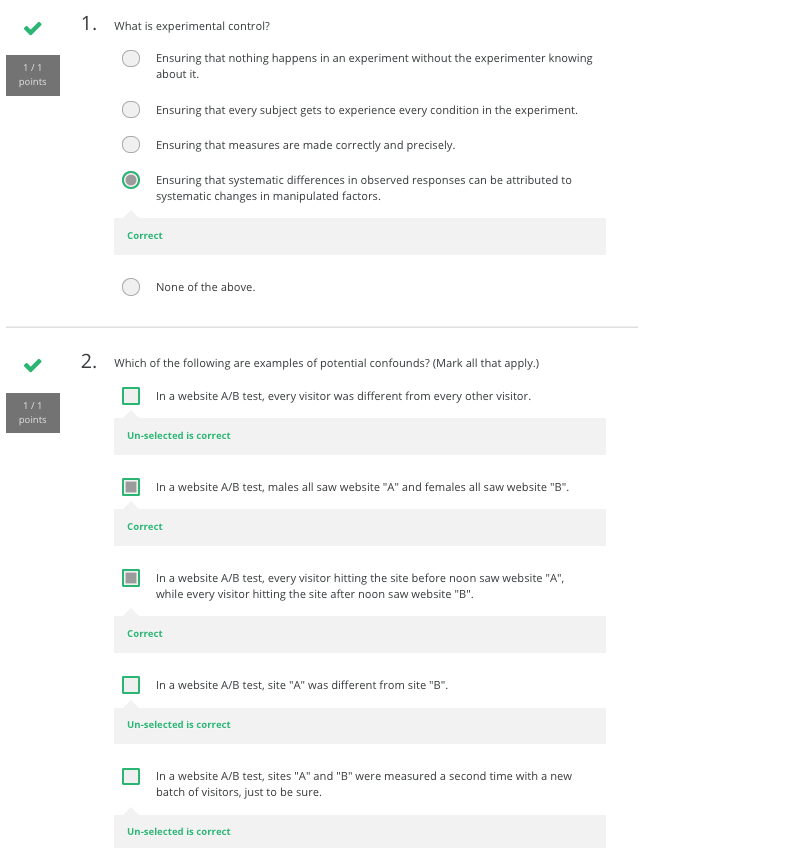 1. What is experimental control?
1 / 1
points
Ensuring that nothing happens in an experiment without the experimenter knowing
about it.
Ensuring that every subject gets to experience every condition in the experiment.
Ensuring that measures are made correctly and precisely.
Ensuring that systematic differences in observed responses can be attributed to
systematic changes in manipulated factors.
Correct
None of the above.
2. Which of the following are examples of potential confounds? (Mark all that apply.)
1 / 1
points
In a website A/B test, every visitor was different from every other visitor.
Un-selected is correct
In a website A/B test, males all saw website "A" and females all saw website "B".
Correct
In a website A/B test, every visitor hitting the site before noon saw website "A",
while every visitor hitting the site after noon saw website "B".
Correct
In a website A/B test, site "A" was different from site "B".
Un-selected is correct
In a website A/B test, sites "A" and "B" were measured a second time with a new
batch of visitors, just to be sure.
Un-selected is correct